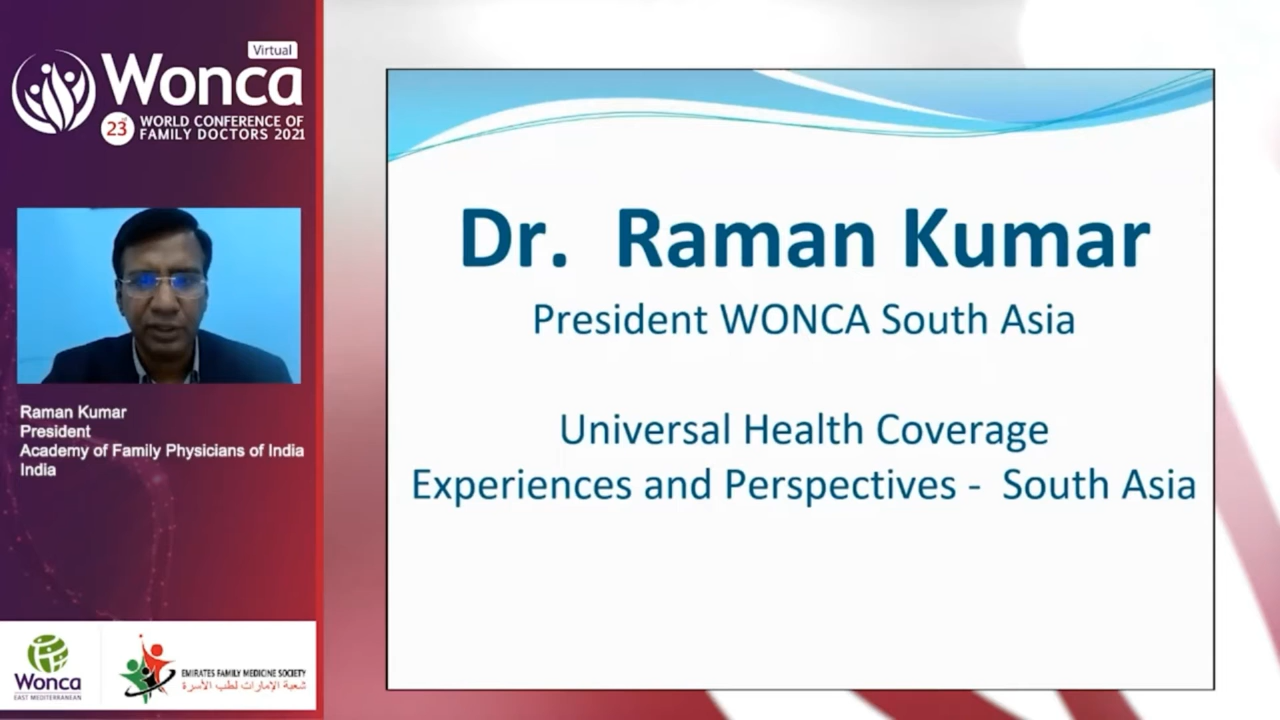 Virtual
Wonca
23rd
WORLD CONFERENCE OF
FAMILY DOCTORS 2021
Raman Kumar
President
Academy of Family Physicians of India
India
Wonca
EAST MEDITERRANEAN
EMIRATES FAMILY MEDICINE SOCIETY
شعبة الإمارات لطب الأسرة
Dr. Raman Kumar
President WONCA South Asia
Universal Health Coverage
Experiences and Perspectives - South Asia